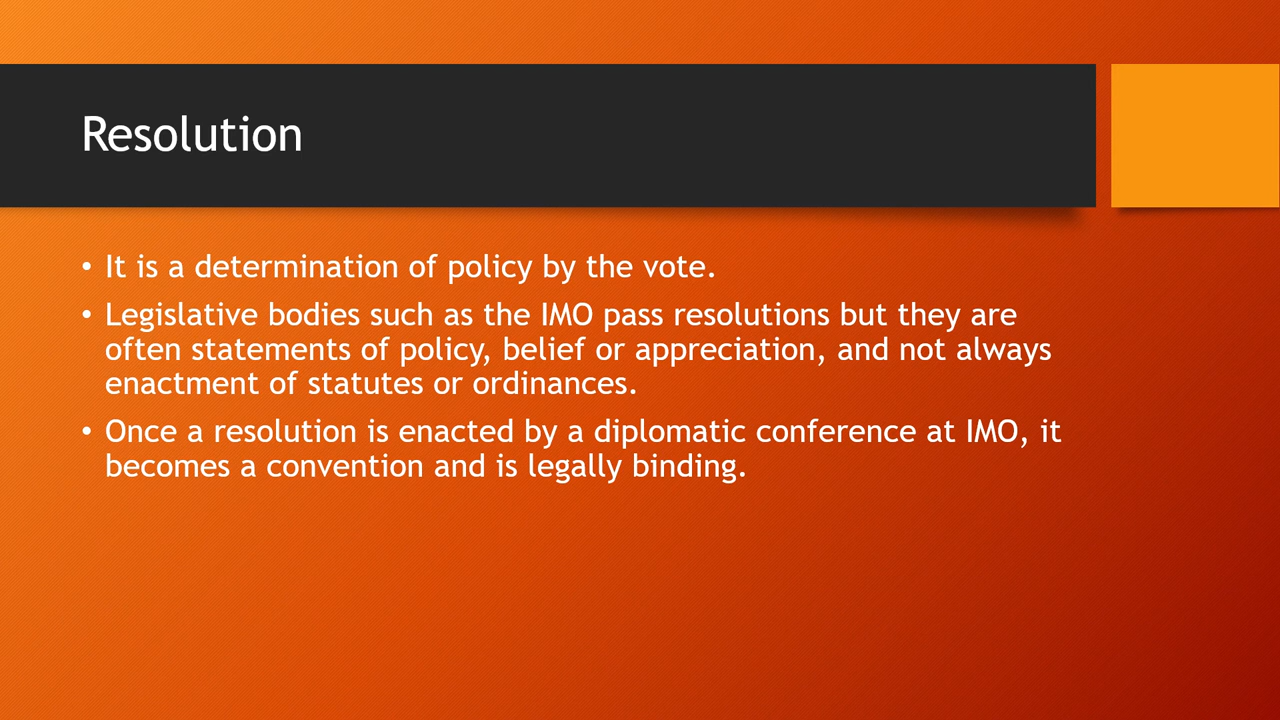 Resolution
• It is a determination of policy by the vote.
• Legislative bodies such as the IMO pass resolutions but they are
often statements of policy, belief or appreciation, and not always
enactment of statutes or ordinances.
• Once a resolution is enacted by a diplomatic conference at IMO, it
becomes a convention and is legally binding.